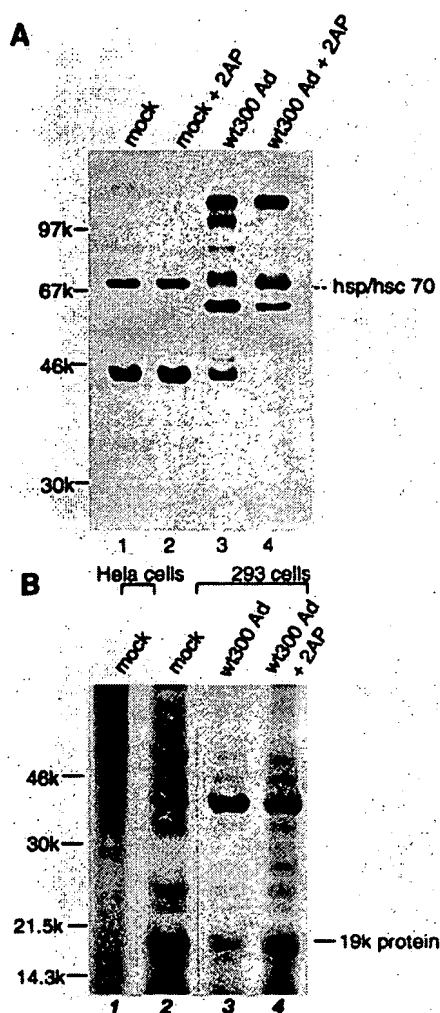 A
mock
mock + 2AP
wt300 Ad
wt300 Ad + 2AP
97k
67k
hsp/hsc 70
46k
30k
1 2 3 4
B
Hela cells
293 cells
mock
mock
wt300 Ad
wt300 Ad + 2AP
46k
30k
21.5k
19k protein
14.3k
1 2 3 4